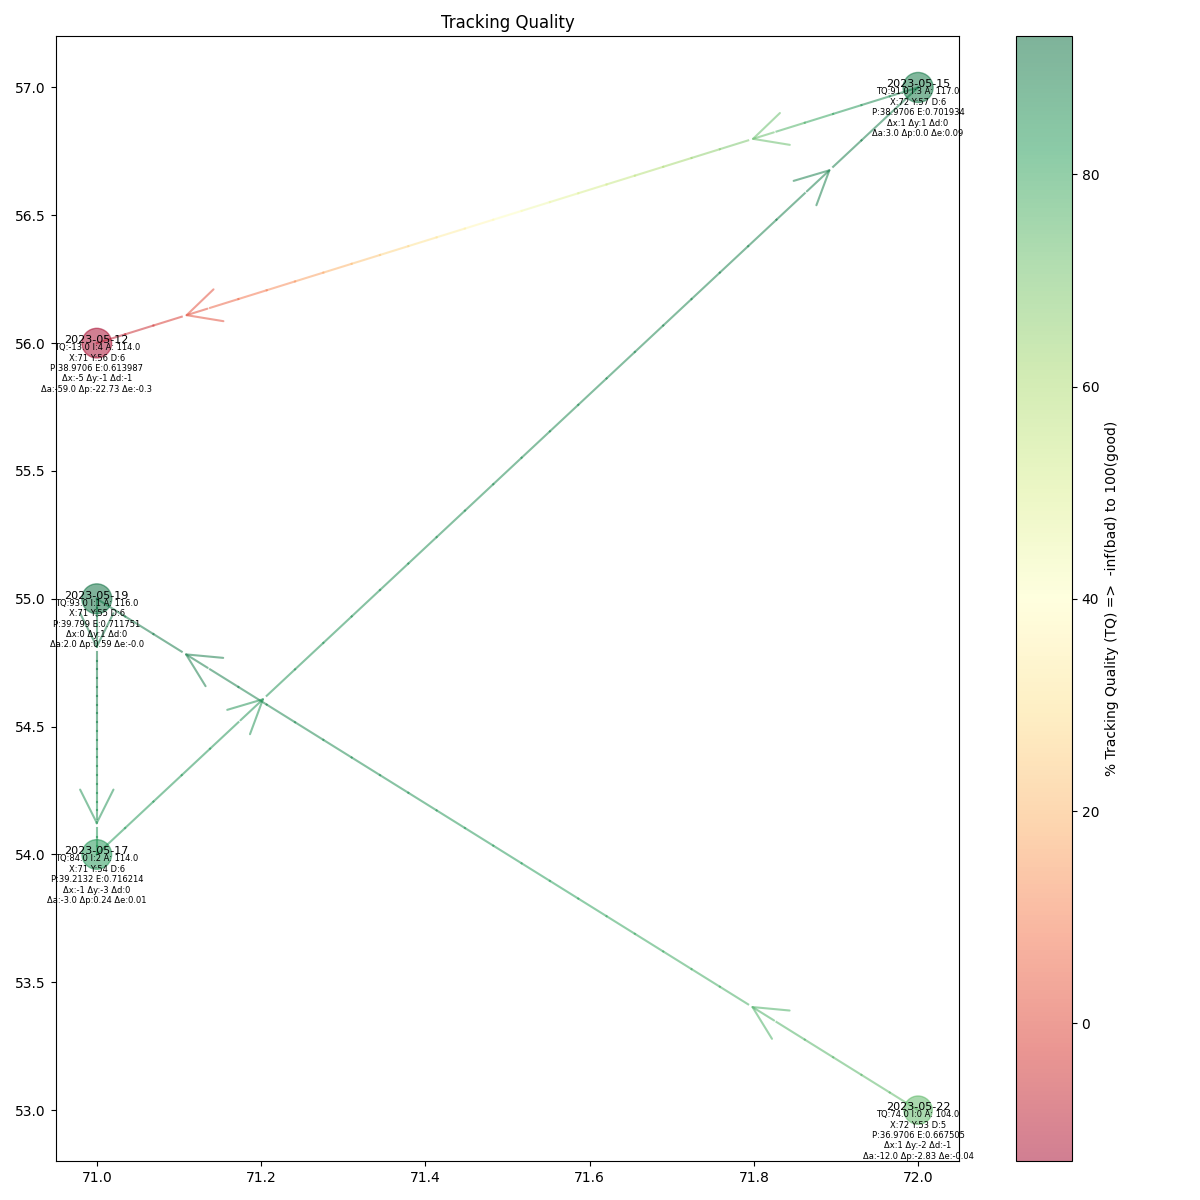 Tracking Quality
57.0
56.5
56.0
55.5
55.0
54.5
54.0
53.5
53.0
2023-05-15
TQ:91.0 I:3 A: 117.0
X:72 Y:57 D:6
P:38.9706 E:0.701934
Δx:1 Δy:1 Δd:0
Δa:3.0 Δp:0.0 Δe:0.09
2023-05-12
TQ:-13.0 I:4 A: 114.0
X:71 Y:56 D:6
P:38.9706 E:0.613987
Δx:-5 Δy:-1 Δd:-1
Δa:-59.0 Δp:-22.73 Δe:-0.3
2023-05-19
TQ:93.0 I:1 A: 116.0
X:71 Y:55 D:6
P:39.799 E:0.711751
Δx:0 Δy:1 Δd:0
Δa:2.0 Δp:0.59 Δe:-0.0
2023-05-17
TQ:84.0 I:2 A: 114.0
X:71 Y:54 D:6
P:39.2132 E:0.716214
Δx:-1 Δy:-3 Δd:0
Δa:-3.0 Δp:0.24 Δe:0.01
2023-05-22
TQ:74.0 I:0 A: 104.0
X:72 Y:53 D:5
P:36.9706 E:0.667505
Δx:1 Δy:-2 Δd:-1
Δa:-12.0 Δp:-2.83 Δe:-0.04
71.0
71.2
71.4
71.6
71.8
72.0
80
60
40
20
0
% Tracking Quality (TQ) => -inf(bad) to 100(good)